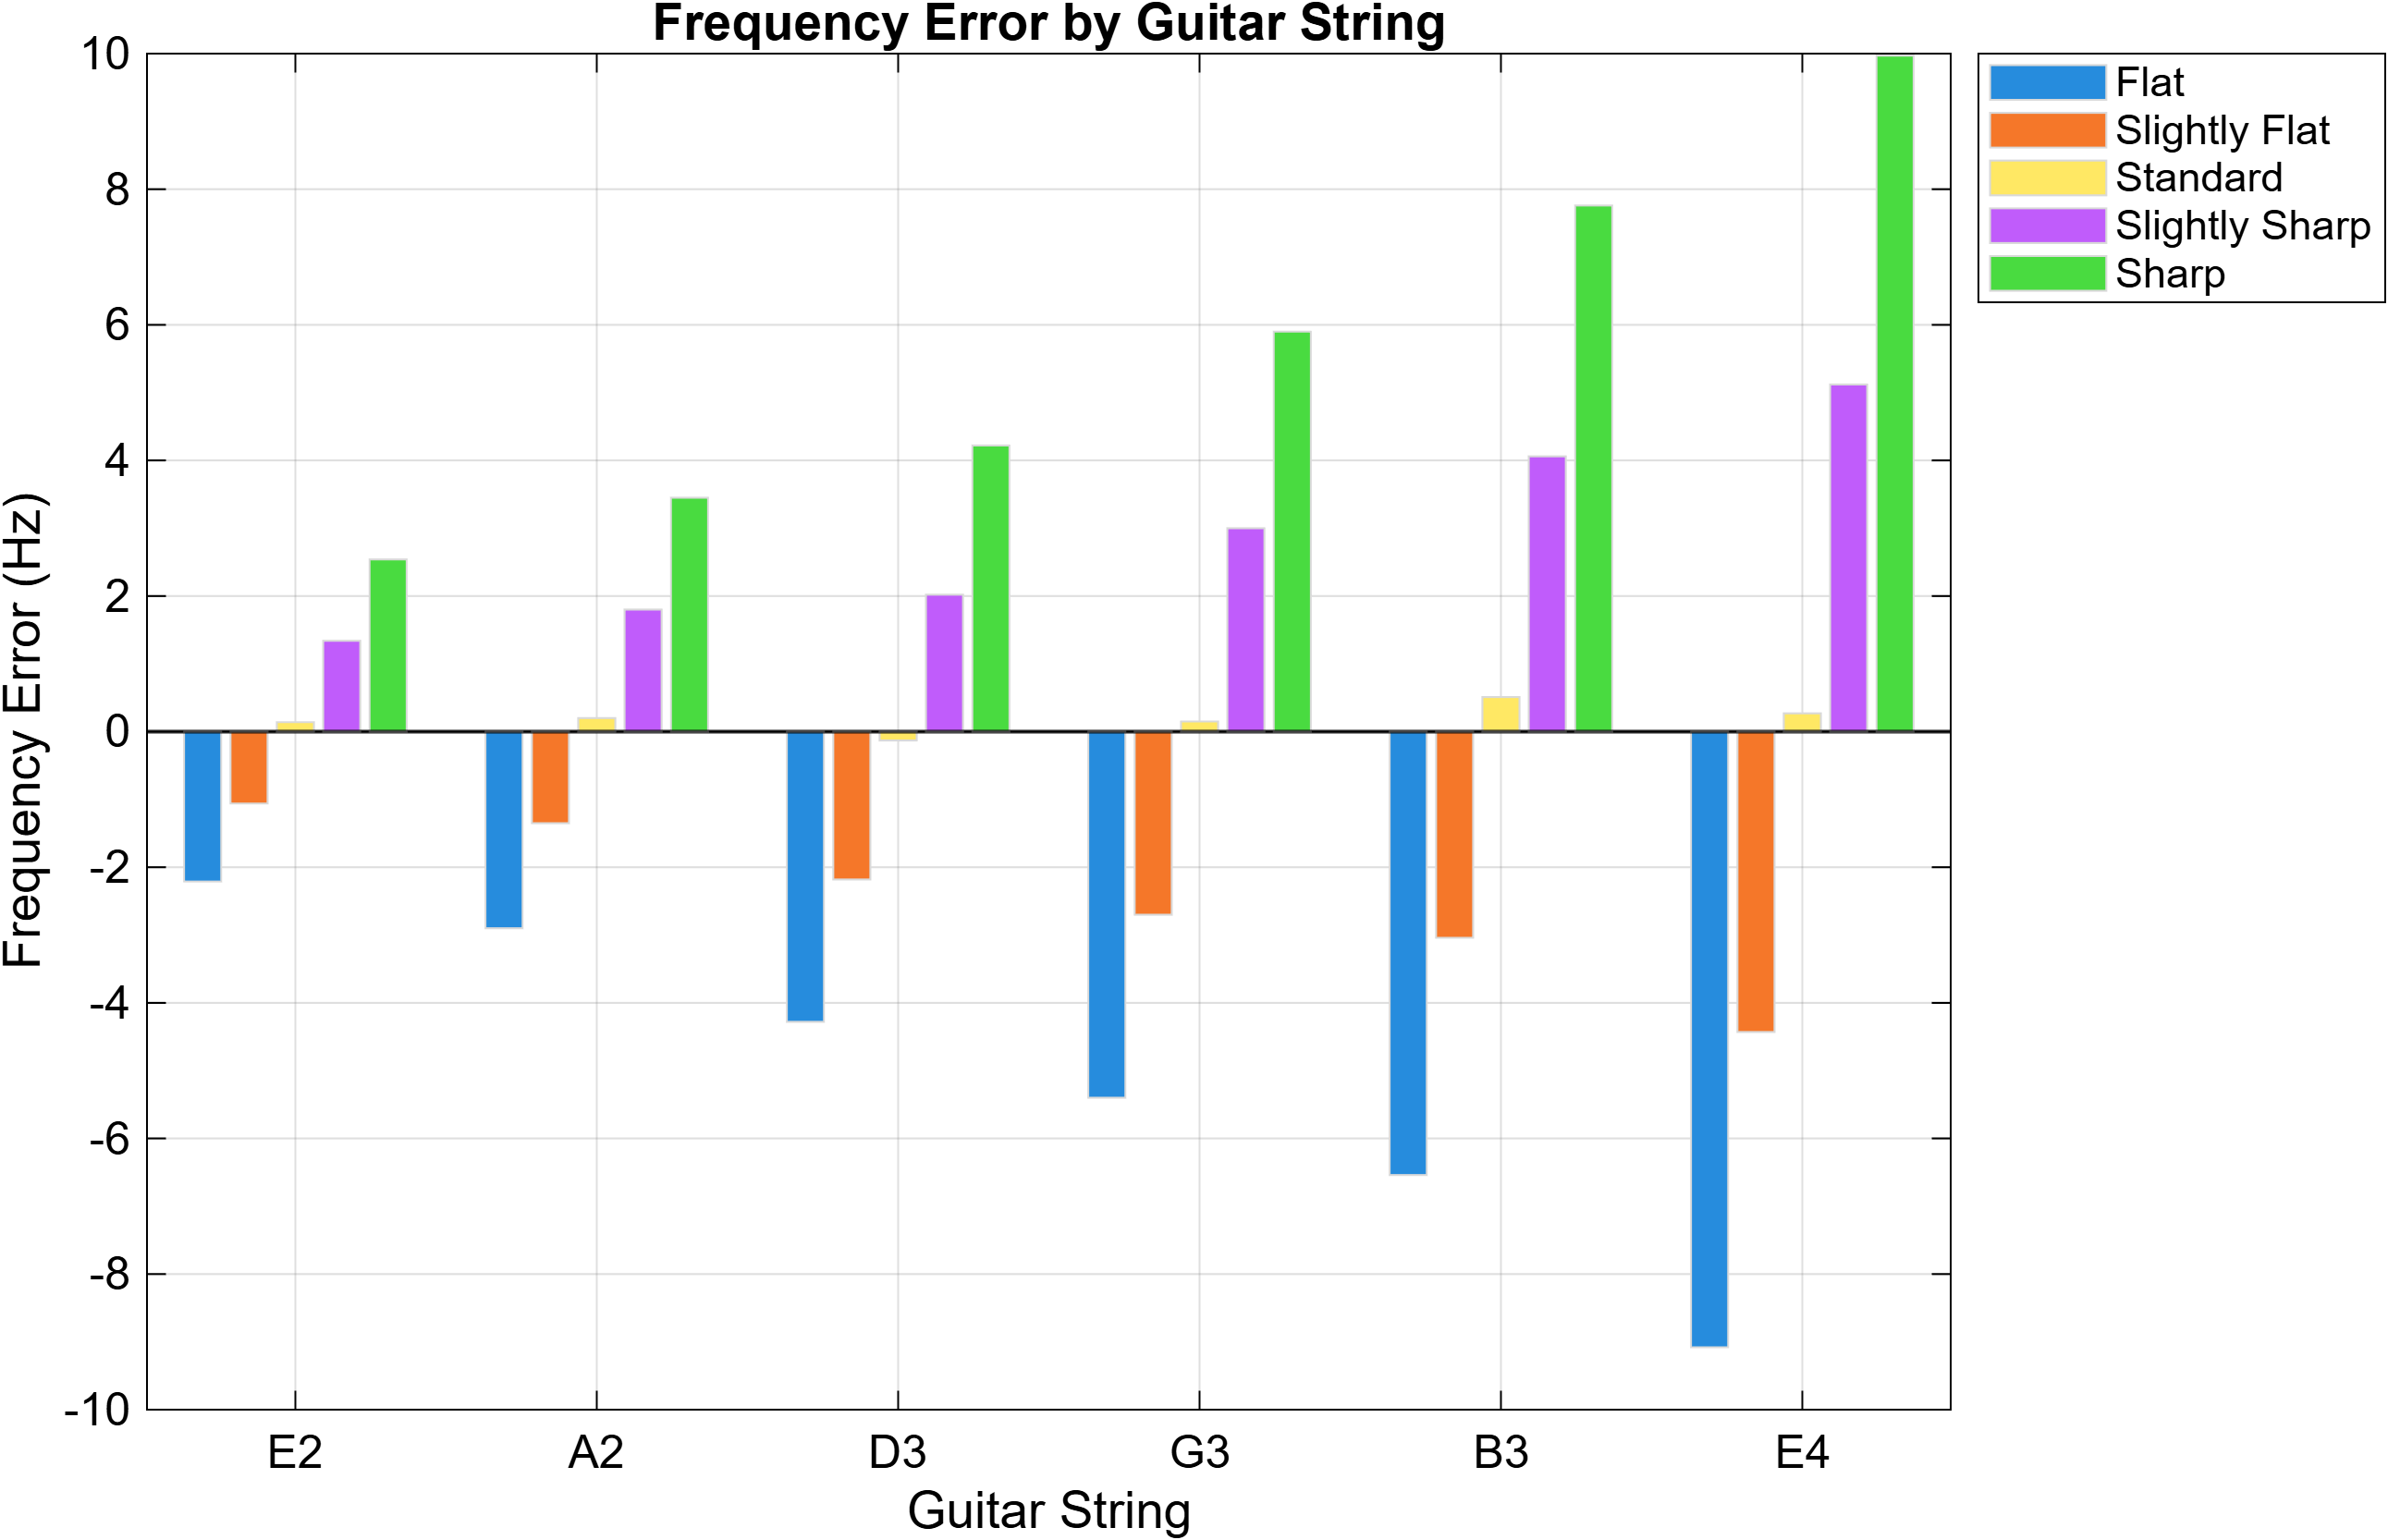 Frequency Error by Guitar String
10
8
6
4
2
0
-2
-4
-6
-8
-10
Frequency Error (Hz)
E2 A2 D3 G3 B3 E4
Guitar String
Flat
Slightly Flat
Standard
Slightly Sharp
Sharp